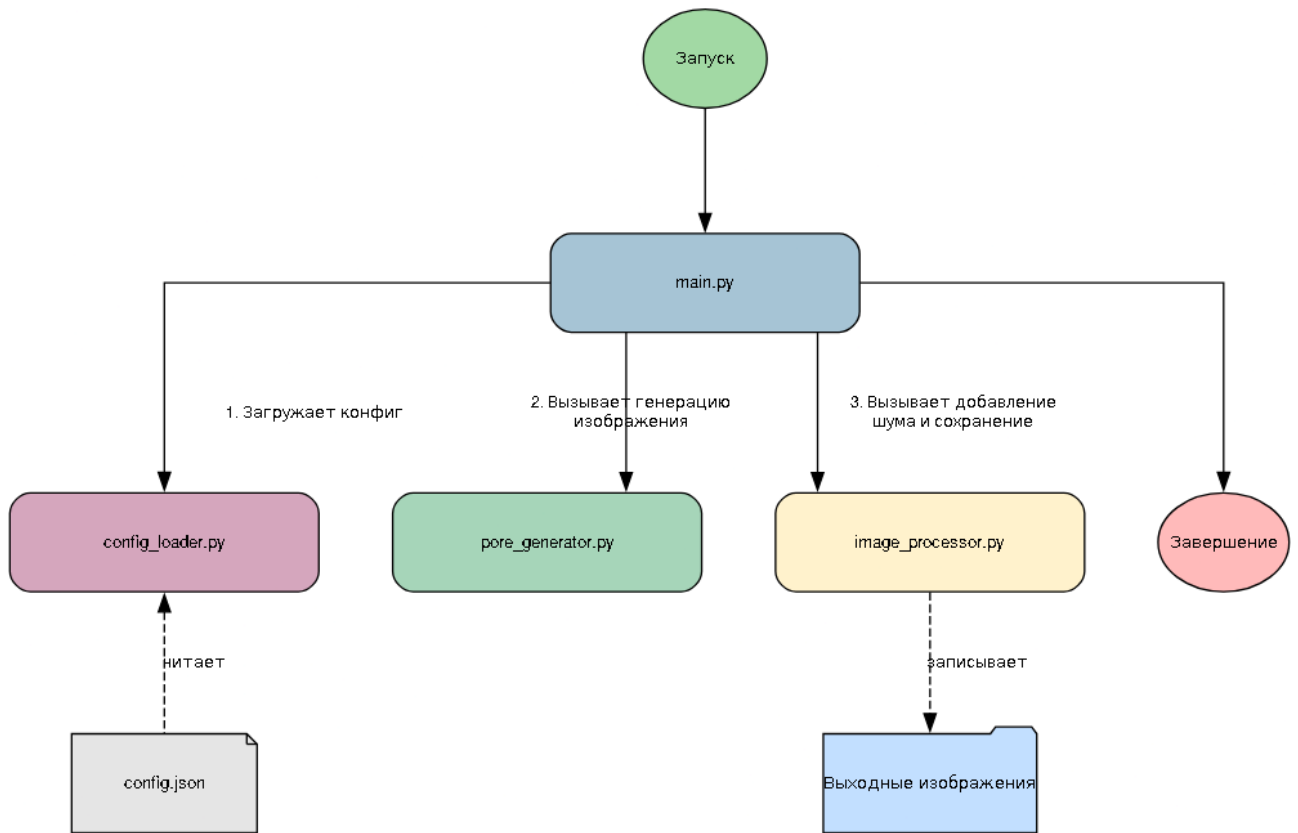 Запуск
main.py
1. Загружает конфиг
2. Вызывает генерацию
изображения
3. Вызывает добавление
шума и сохранение
config_loader.py
pore_generator.py
image_processor.py
Завершение
читает
записывает
config.json
Выходные изображения